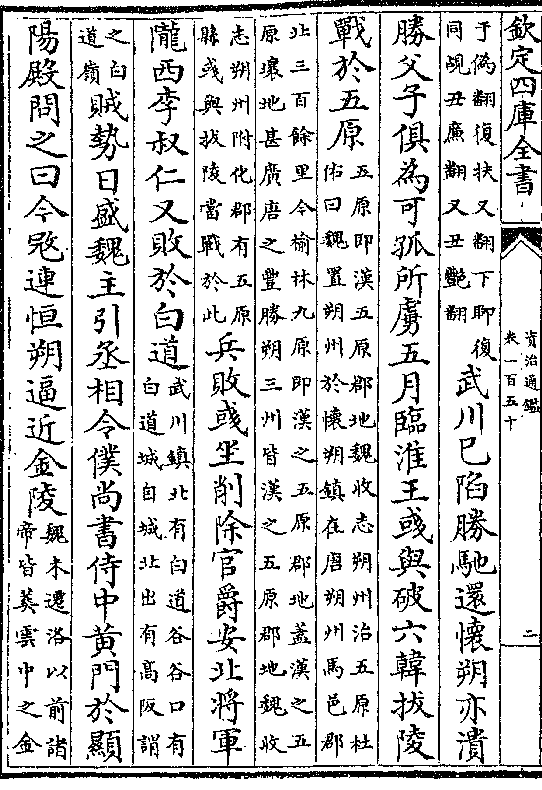 欽定四庫全書
資治通鑑
卷一百五十
二
于偽翻復扶又翻下聊復
同覘丑廉翻又丑艷翻
武川已陷勝馳還懷朔亦潰
勝父子俱為可孤所虜五月臨淮王彧與破六韓拔陵
戰於五原
五原即漢五原郡地魏收志朔州治五原杜
佑曰魏置朔州於懷朔鎮在唐朔州馬邑郡
北三百餘里今榆林九原即漢之五原郡地蓋漢之五
原壤地甚廣唐之豐勝朔三州皆漢之五原郡地魏收
志朔州附化郡有五原
縣彧與拔陵當戰於此
兵敗彧坐削除官爵安北將軍
隴西李叔仁又敗於白道
武川鎮北有白道谷谷口有
白道城自城北出有高阪謂
之白
道嶺
賊勢日盛魏主引丞相令僕尚書侍中黃門於顯
陽殿問之曰今寇連恒朔逼近金陵
魏未遷洛以前諸
帝皆葬雲中之金